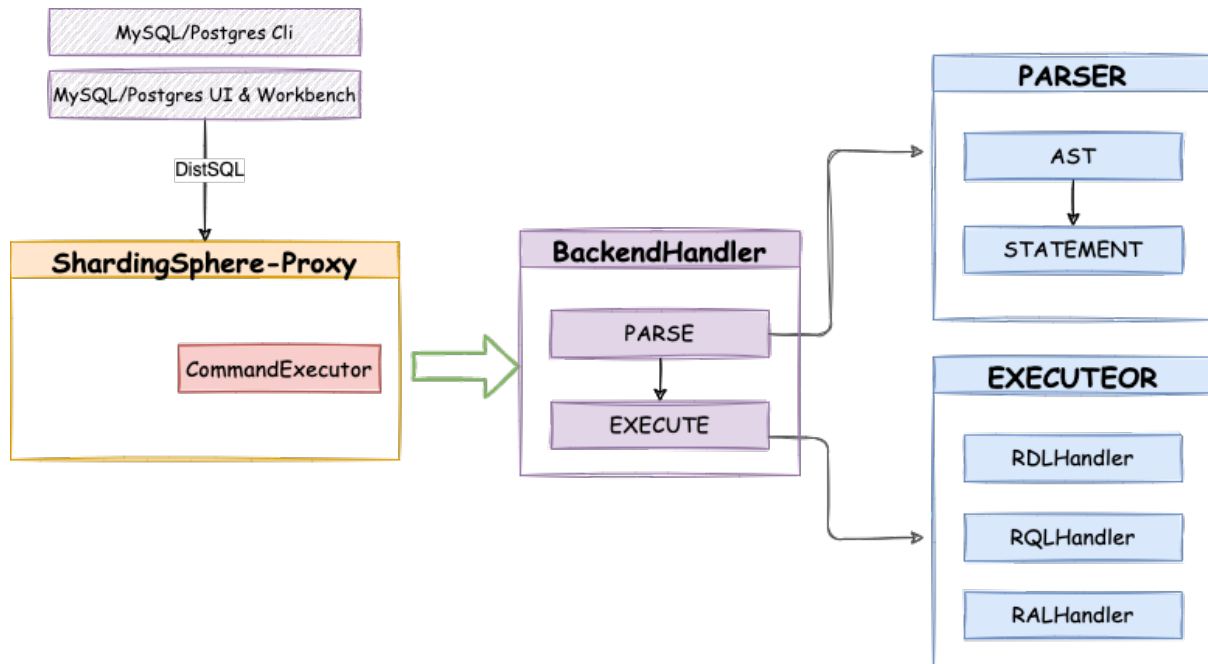 MySQL/Postgres Cli
MySQL/Postgres UI & Workbench
DistSQL
ShardingSphere-Proxy
CommandExecutor
BackendHandler
PARSE
EXECUTE
PARSER
AST
STATEMENT
EXECUTEOR
RDLHandler
RQLHandler
RALHandler